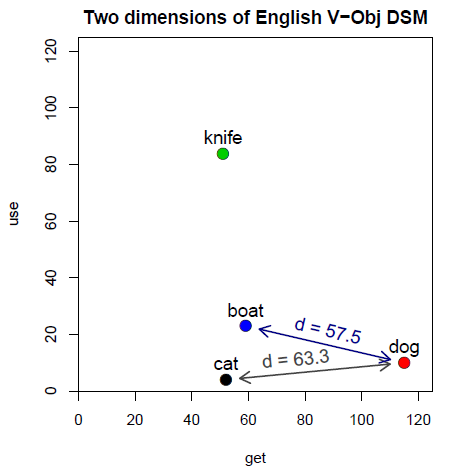 Two dimensions of English V−Obj DSM
120
100
80
60
40
20
0
use
knife
boat
d = 57.5
dog
cat
d = 63.3
0 20 40 60 80 100 120
get